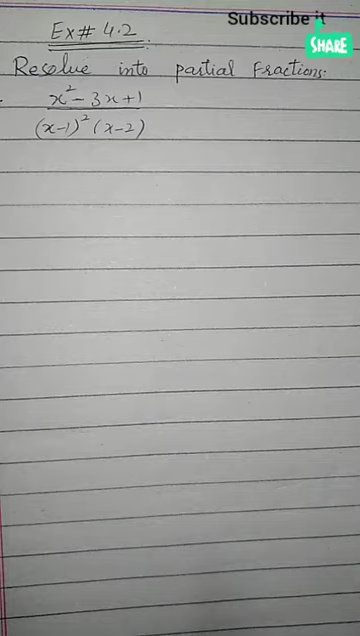 Subscribe it
SHARE
Ex# 4.2
Resolve into partial fractions:
x² - 3x + 1
(x-1)² (x-2)